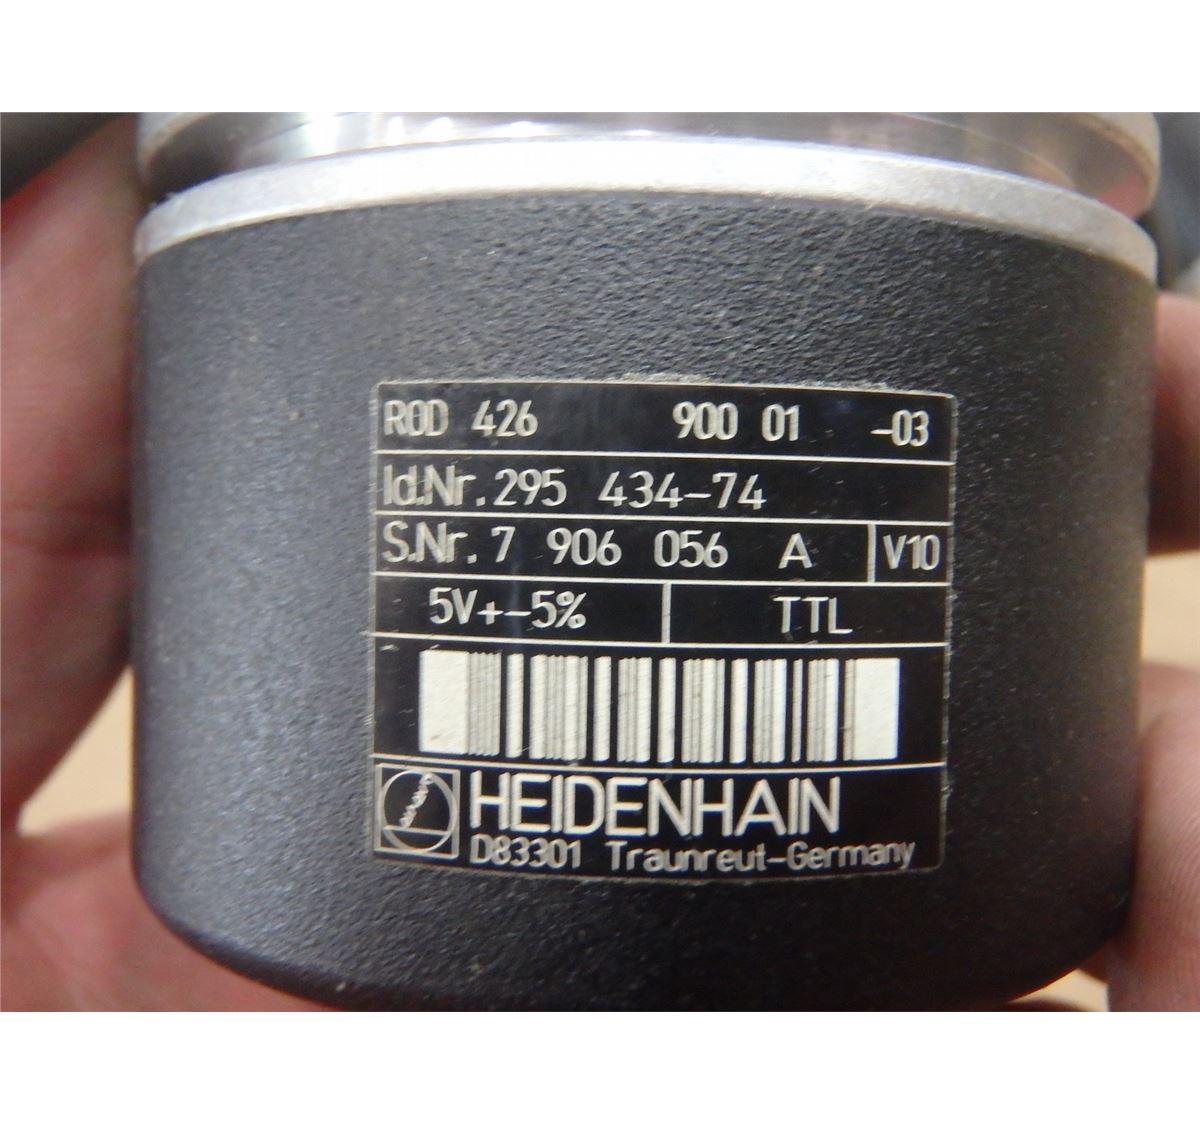 ROD 426 900 01 -03
Id.Nr.295 434-74
S.Nr. 7 906 056 A V10
5V+-5% TTL
HEIDENHAIN
D83301 Traunreut-Germany